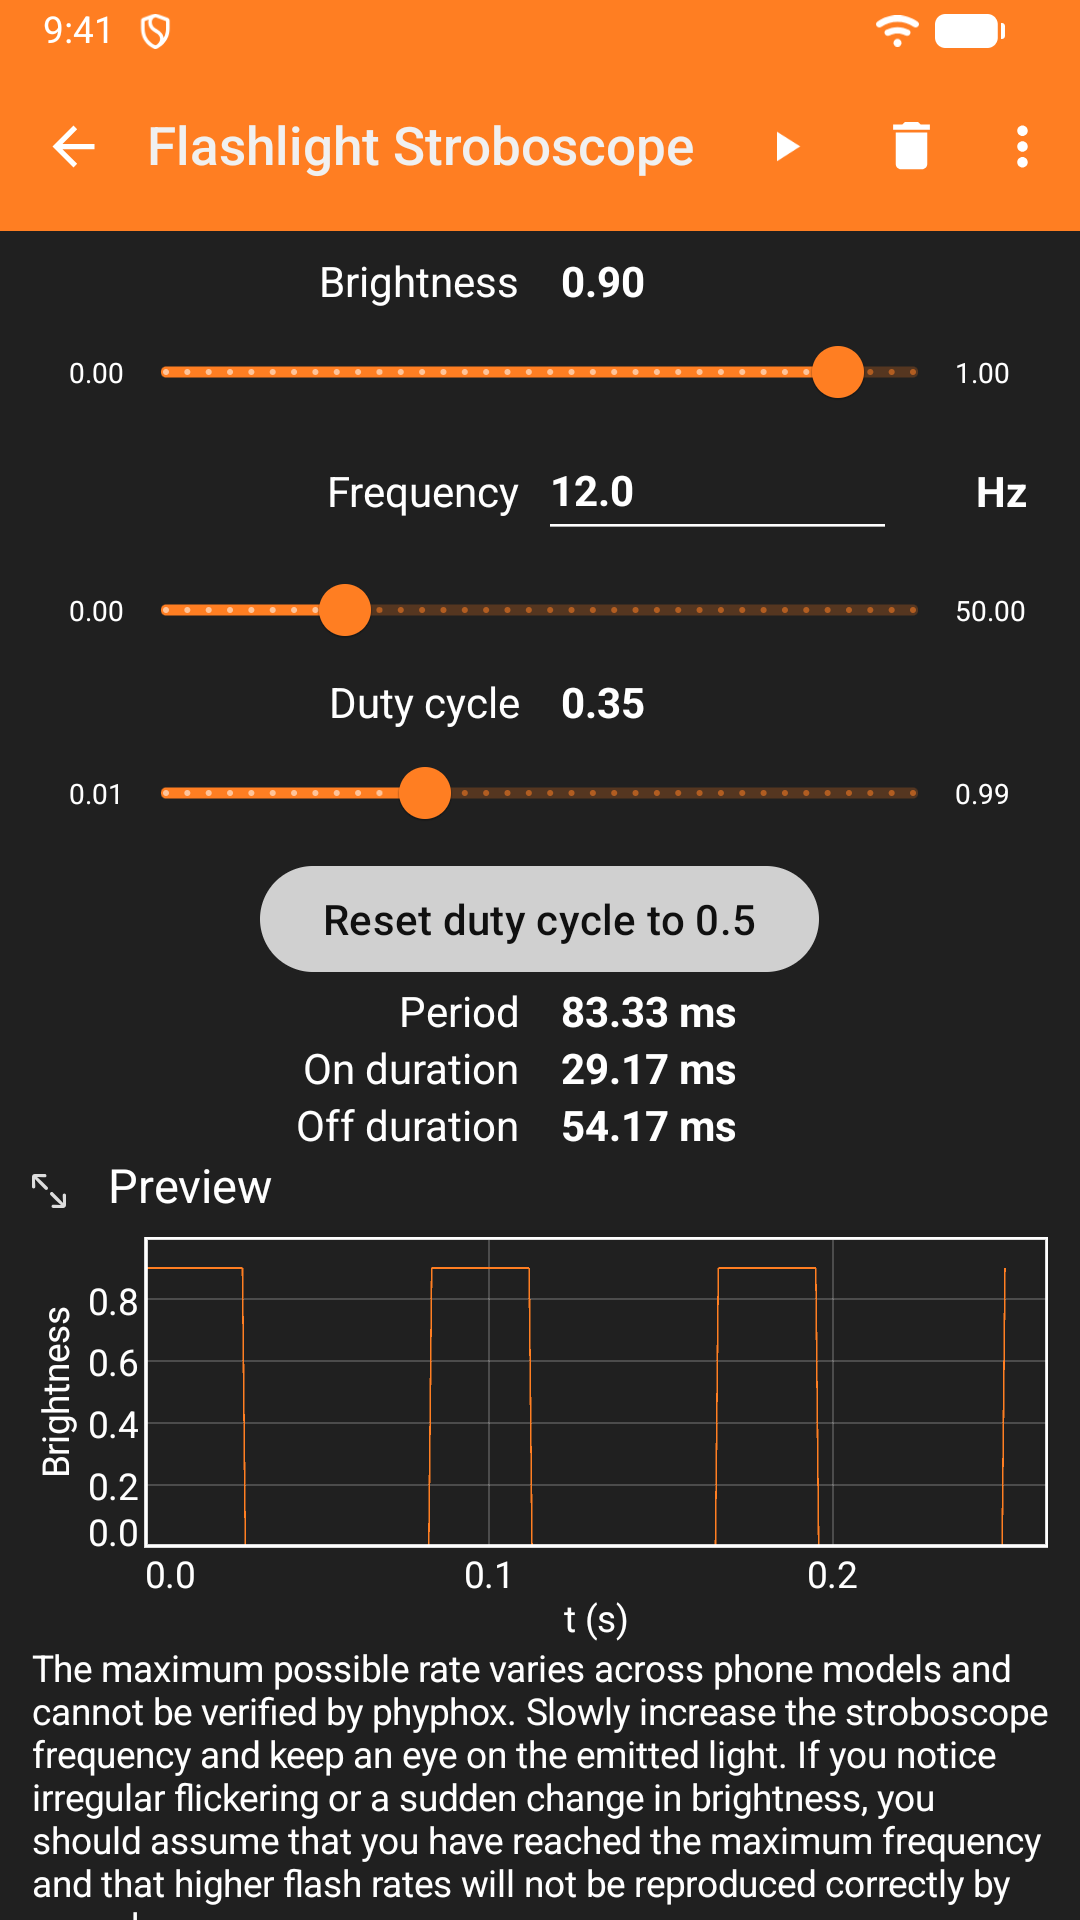 9:41
Flashlight Stroboscope
Brightness 0.90
0.00 1.00
Frequency 12.0 Hz
0.00 50.00
Duty cycle 0.35
0.01 0.99
Reset duty cycle to 0.5
Period 83.33 ms
On duration 29.17 ms
Off duration 54.17 ms
Preview
Brightness
0.8
0.6
0.4
0.2
0.0
0.0 0.1 0.2
t (s)
The maximum possible rate varies across phone models and
cannot be verified by phyphox. Slowly increase the stroboscope
frequency and keep an eye on the emitted light. If you notice
irregular flickering or a sudden change in brightness, you
should assume that you have reached the maximum frequency
and that higher flash rates will not be reproduced correctly by